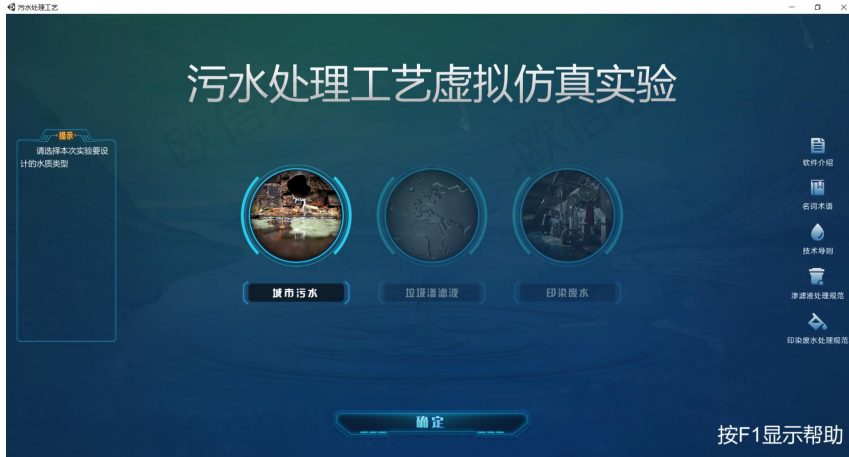 污水处理工艺
污水处理工艺虚拟仿真实验
提示
请选择本次实验要设
计的水质类型
城市污水
垃圾渗滤液
印染废水
软件介绍
名词术语
技术导则
渗滤液处理规范
印染废水处理规范
确定
按F1显示帮助